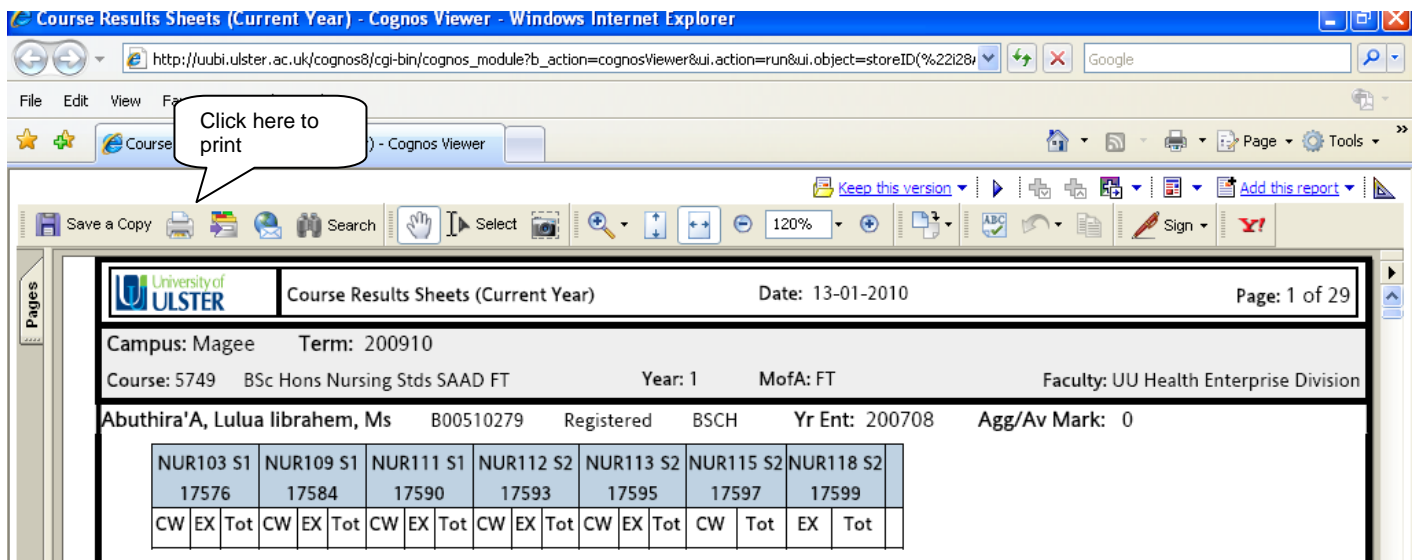 Course Results Sheets (Current Year) - Cognos Viewer - Windows Internet Explorer
http://uubi.ulster.ac.uk/cognos8/cgi-bin/cognos_module?b_action=cognosViewer&ui.action=run&ui.object=storeID(%22i28 Google
File Edit View
Click here to
print
Course ) - Cognos Viewer Page Tools
Keep this version Add this report
Save a Copy Search Select 120% ABC Sign Y!
Pages
University of
ULSTER
Course Results Sheets (Current Year) Date: 13-01-2010 Page: 1 of 29
Campus: Magee Term: 200910
Course: 5749 BSc Hons Nursing Stds SAAD FT Year: 1 MofA: FT Faculty: UU Health Enterprise Division
Abuthira'A, Lulua Iibrahem, Ms B00510279 Registered BSCH Yr Ent: 200708 Agg/Av Mark: 0
NUR103 S1 NUR109 S1 NUR111 S1 NUR112 S2 NUR113 S2 NUR115 S2 NUR118 S2
17576 17584 17590 17593 17595 17597 17599
CW EX Tot CW EX Tot CW EX Tot CW EX Tot CW EX Tot CW Tot EX Tot